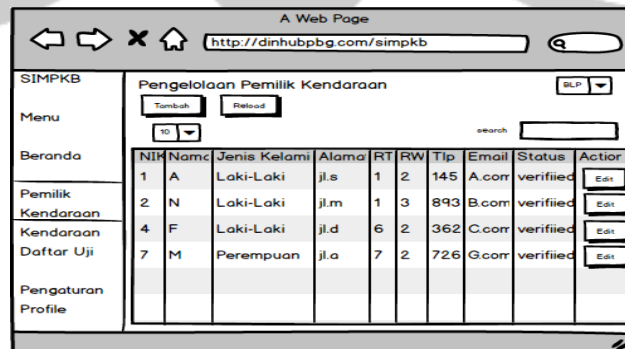 A Web Page
http://dinhubpbg.com/simpkb
SIMPKB
Menu
Beranda
Pemilik
Kendaraan
Kendaraan
Daftar Uji
Pengaturan
Profile
Pengelolaan Pemilik Kendaraan
BLP
Tambah Reload
10 search
NIK Nama Jenis Kelami Alama RT RW Tlp Email Status Action
1 A Laki-Laki jl.s 1 2 145 A.com verifiied Edit
2 N Laki-Laki jl.m 1 3 893 B.com verifiied Edit
4 F Laki-Laki jl.d 6 2 362 C.com verifiied Edit
7 M Perempuan jl.a 7 2 726 G.com verifiied Edit